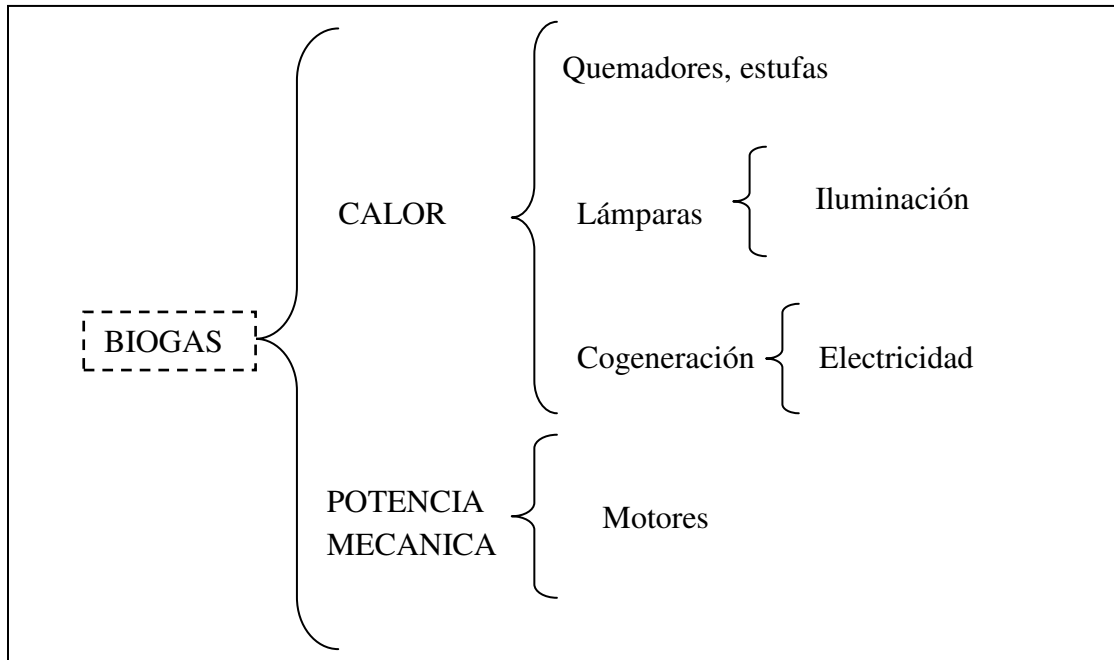 BIOGAS
CALOR
Quemadores, estufas
Lámparas
Iluminación
Cogeneración
Electricidad
POTENCIA
MECANICA
Motores